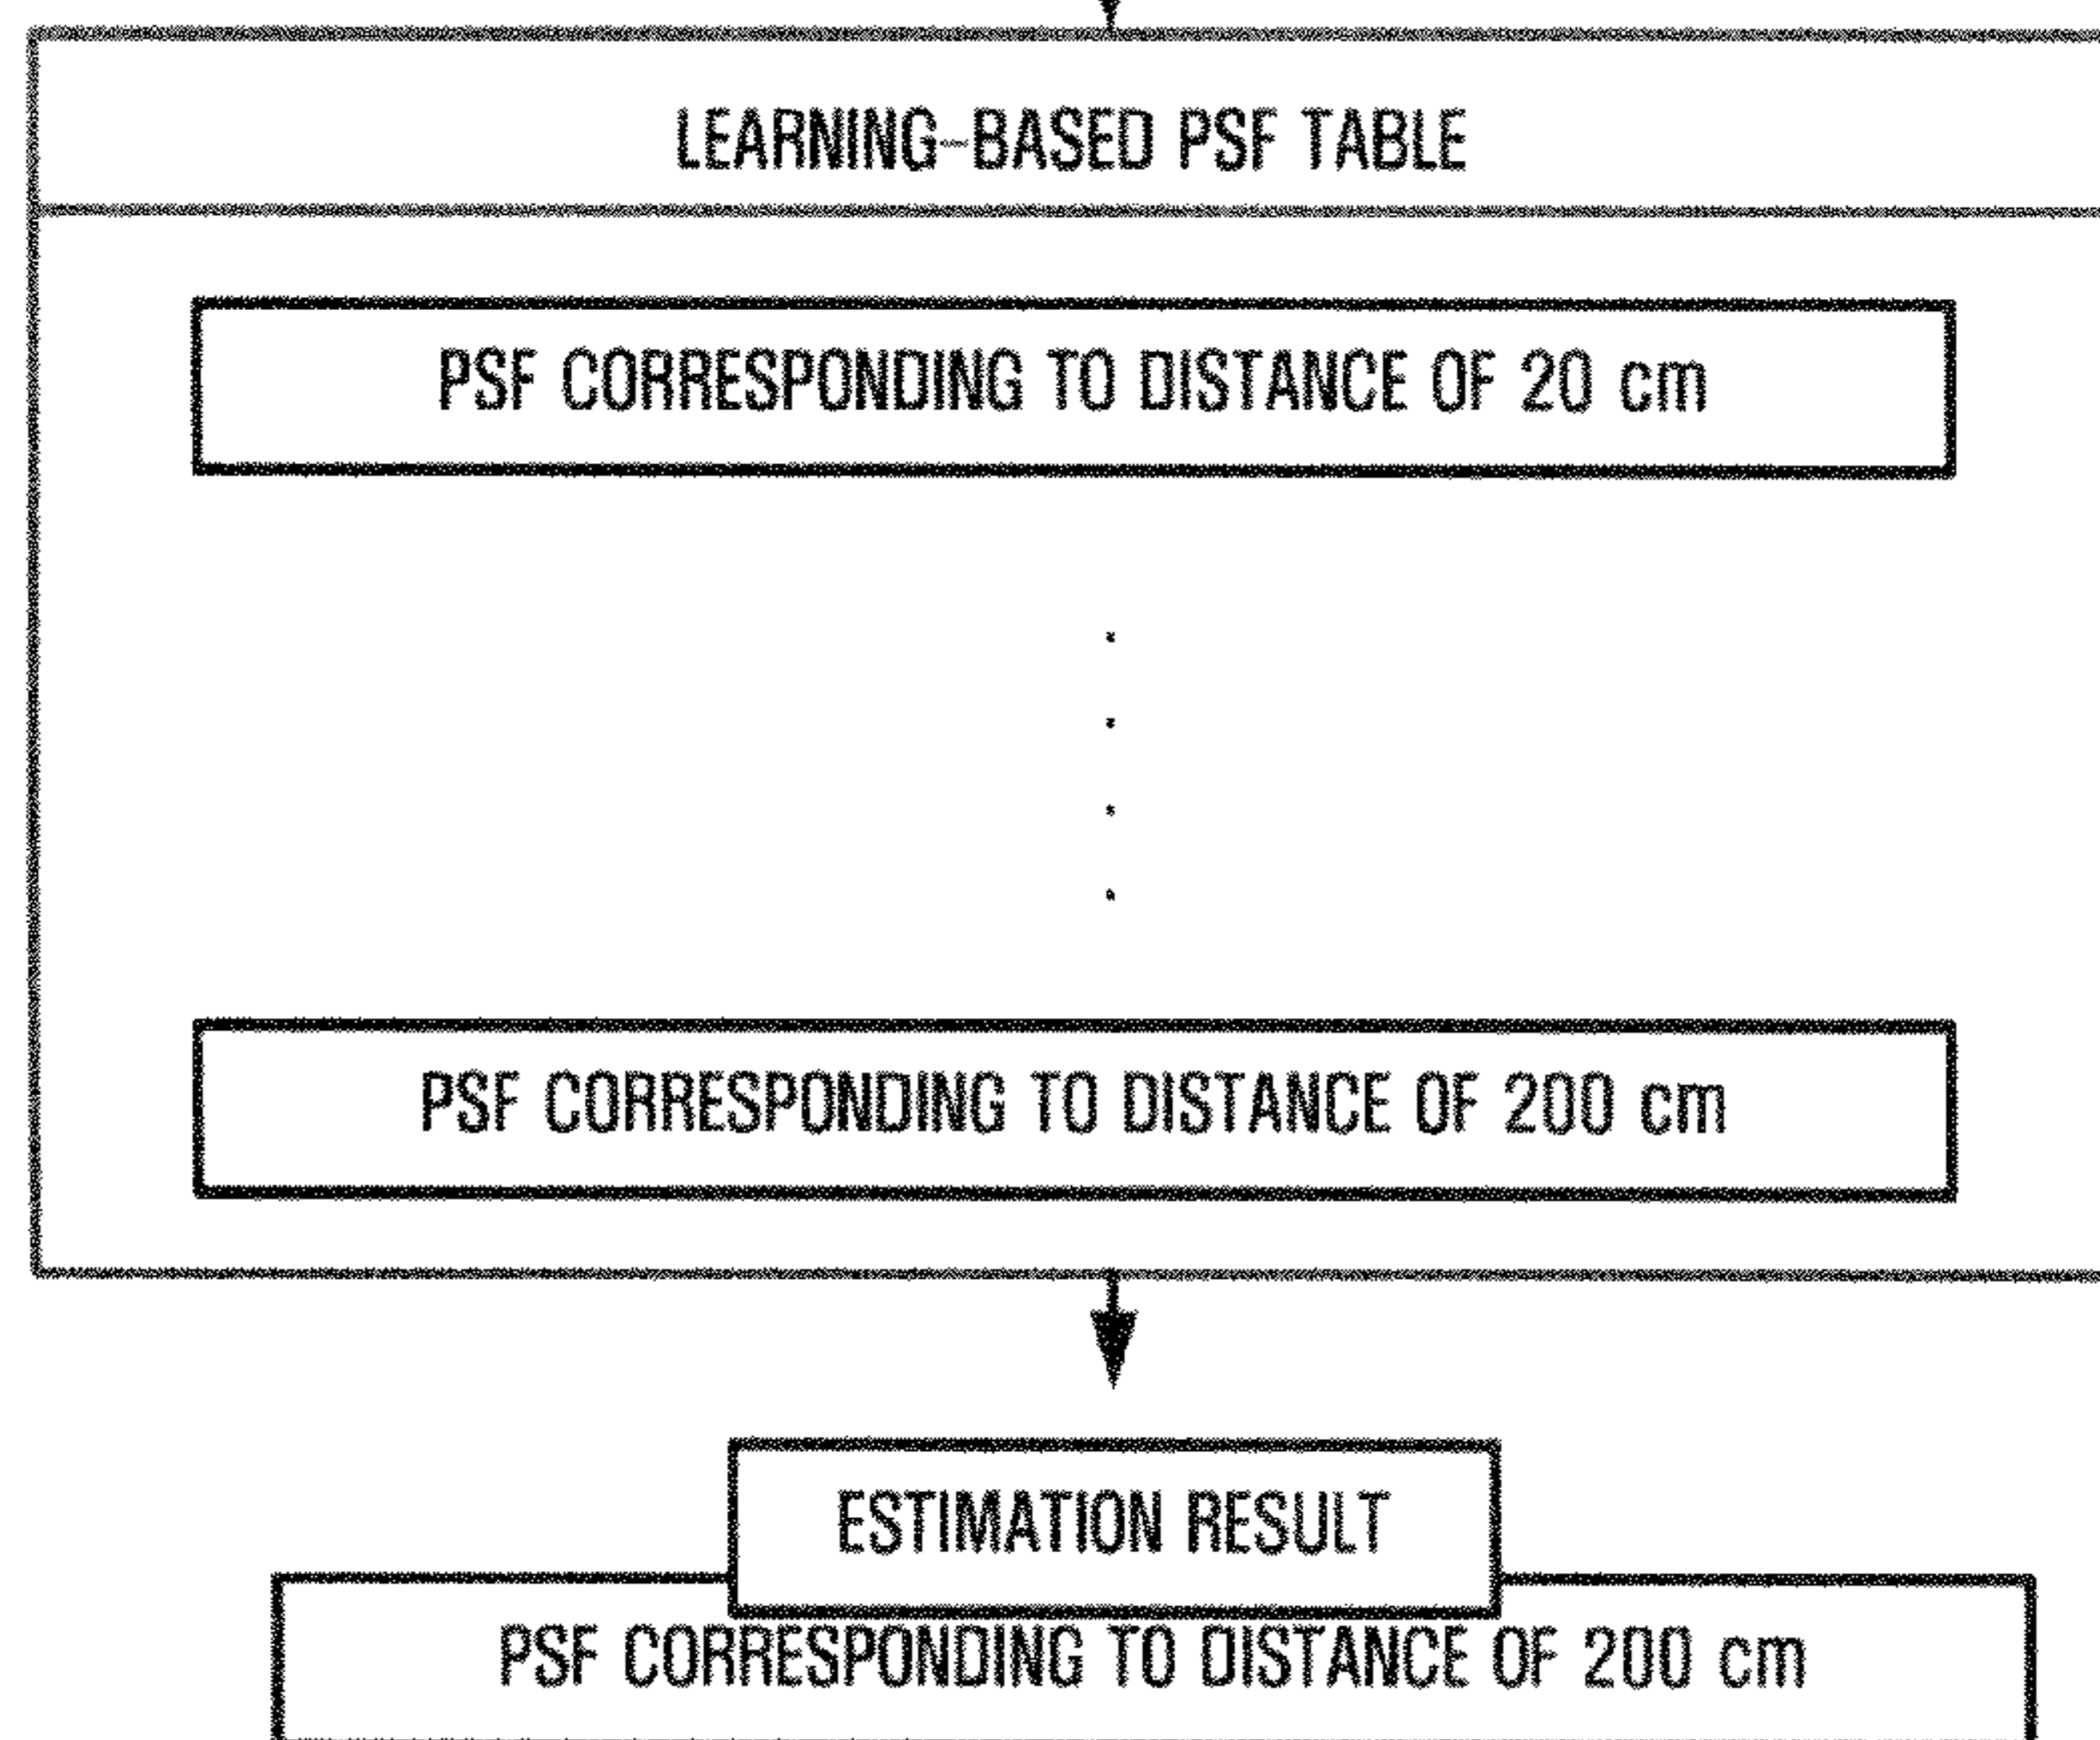 LEARNING-BASED PSF TABLE
PSF CORRESPONDING TO DISTANCE OF 20 cm
PSF CORRESPONDING TO DISTANCE OF 200 cm
ESTIMATION RESULT
PSF CORRESPONDING TO DISTANCE OF 200 cm